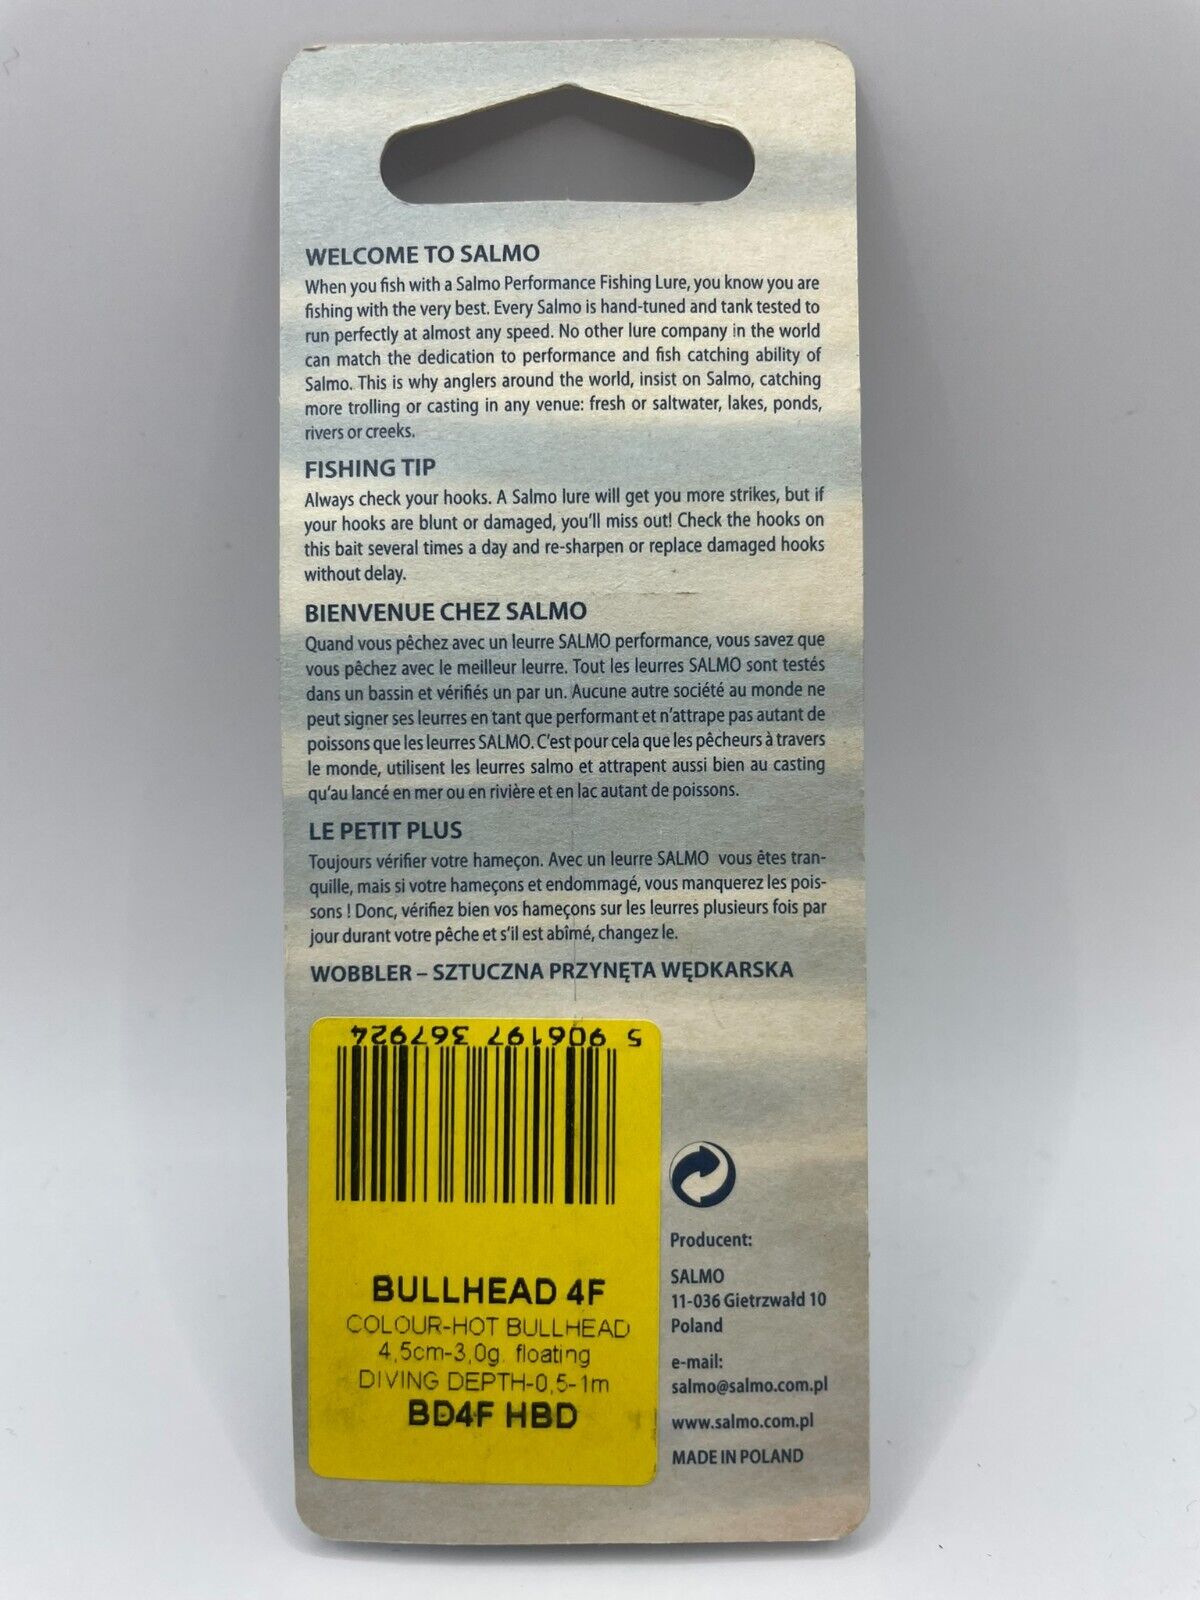 WELCOME TO SALMO
When you fish with a Salmo Performance Fishing Lure, you know you are
fishing with the very best. Every Salmo is hand-tuned and tank tested to
run perfectly at almost any speed. No other lure company in the world
can match the dedication to performance and fish catching ability of
Salmo. This is why anglers around the world, insist on Salmo, catching
more trolling or casting in any venue: fresh or saltwater, lakes, ponds,
rivers or creeks.
FISHING TIP
Always check your hooks. A Salmo lure will get you more strikes, but if
your hooks are blunt or damaged, you'll miss out! Check the hooks on
this bait several times a day and re-sharpen or replace damaged hooks
without delay.
BIENVENUE CHEZ SALMO
Quand vous pêchez avec un leurre SALMO performance, vous savez que
vous pêchez avec le meilleur leurre. Tout les leurres SALMO sont testés
dans un bassin et vérifiés un par un. Aucune autre société au monde ne
peut signer ses leurres en tant que performant et n'attrape pas autant de
poissons que les leurres SALMO. C'est pour cela que les pêcheurs à travers
le monde, utilisent les leurres salmo et attrapent aussi bien au casting
qu'au lancé en mer ou en rivière et en lac autant de poissons.
LE PETIT PLUS
Toujours vérifier votre hameçon. Avec un leurre SALMO vous êtes tran-
quille, mais si votre hameçons et endommagé, vous manquerez les pois-
sons ! Donc, vérifiez bien vos hameçons sur les leurres plusieurs fois par
jour durant votre pêche et s'il est abîmé, changez le.
WOBBLER – SZTUCZNA PRZYNĘTA WĘDKARSKA
5 906197 367924
BULLHEAD 4F
COLOUR-HOT BULLHEAD
4,5cm-3,0g, floating
DIVING DEPTH-0,5-1m
BD4F HBD
Producent:
SALMO
11-036 Gietrzwałd 10
Poland
e-mail:
salmo@salmo.com.pl
www.salmo.com.pl
MADE IN POLAND